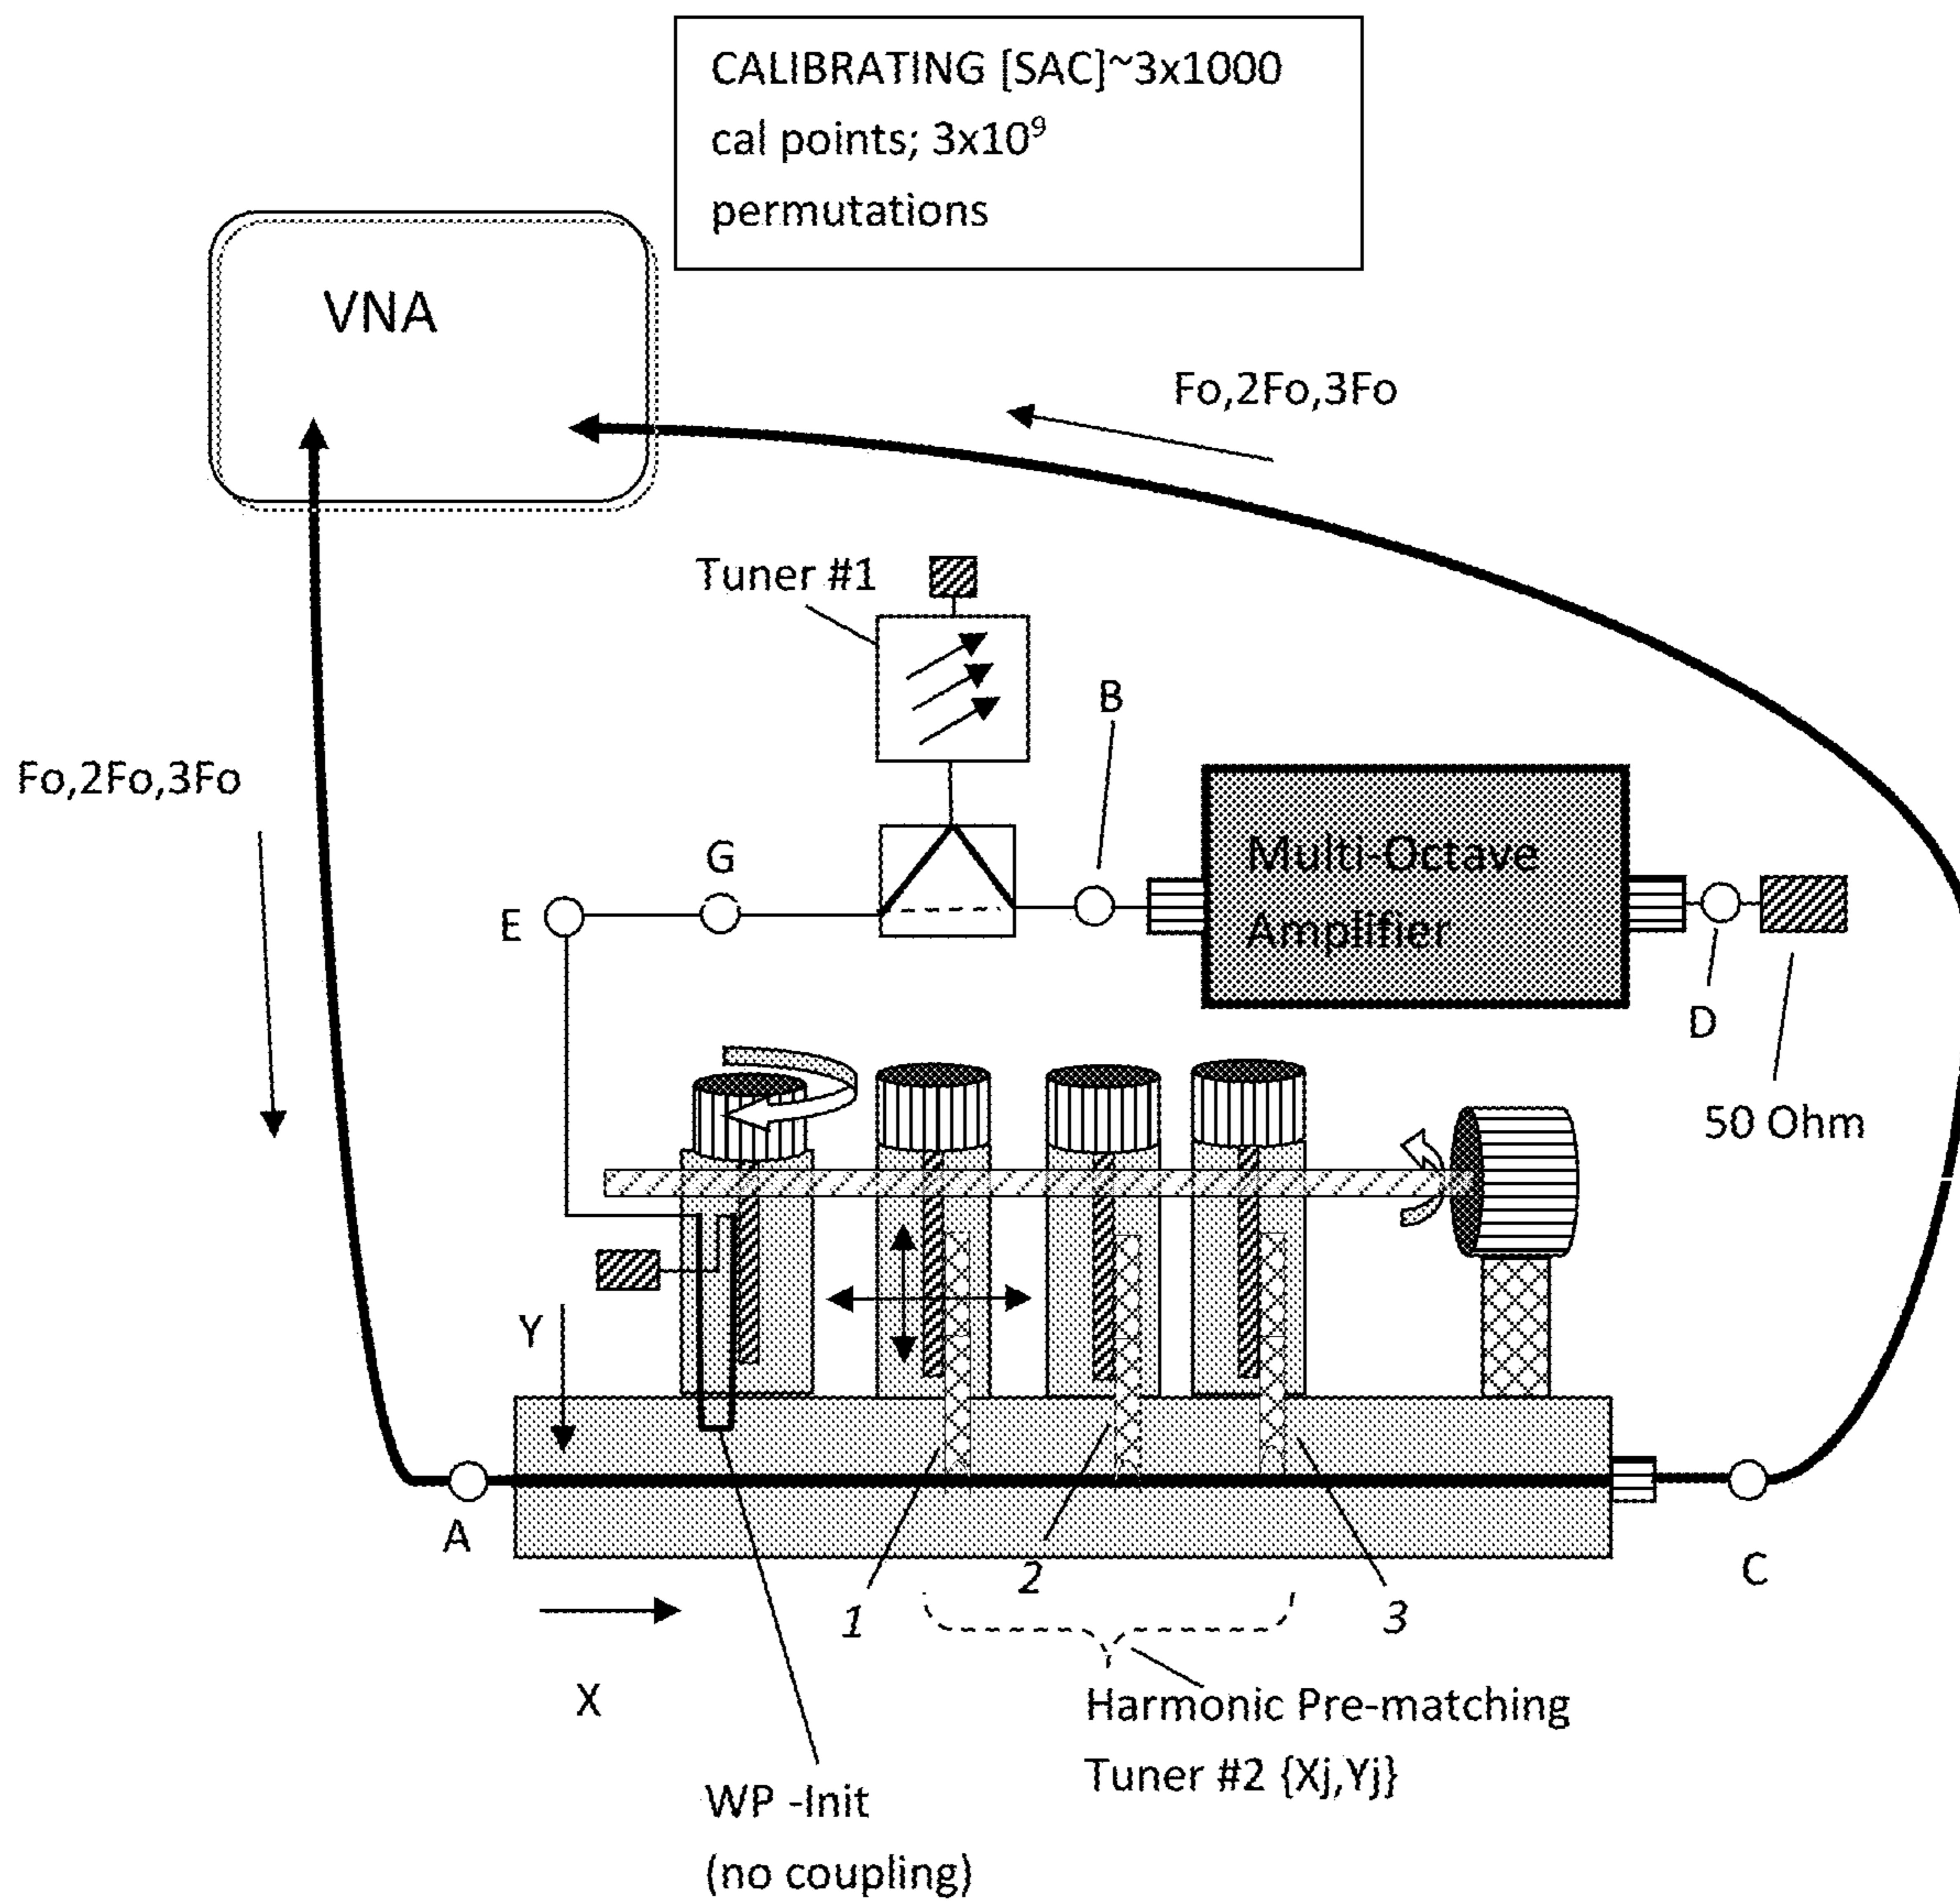 CALIBRATING [SAC]~3x1000
cal points; 3x10⁹
permutations
VNA
Fo,2Fo,3Fo
Tuner #1
B
Fo,2Fo,3Fo
Multi-Octave
Amplifier
G
E
D
50 Ohm
Y
A
C
1
2
3
X
Harmonic Pre-matching
Tuner #2 {Xj,Yj}
WP -Init
(no coupling)